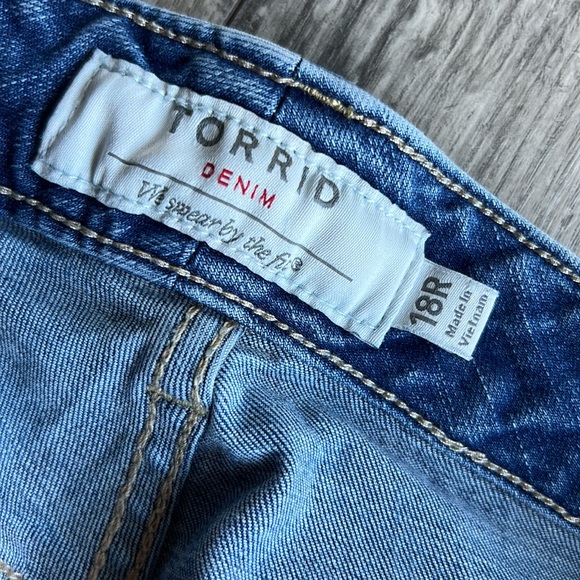 TORRID
DENIM
We swear by the fit®
18R
Made in
Vietnam